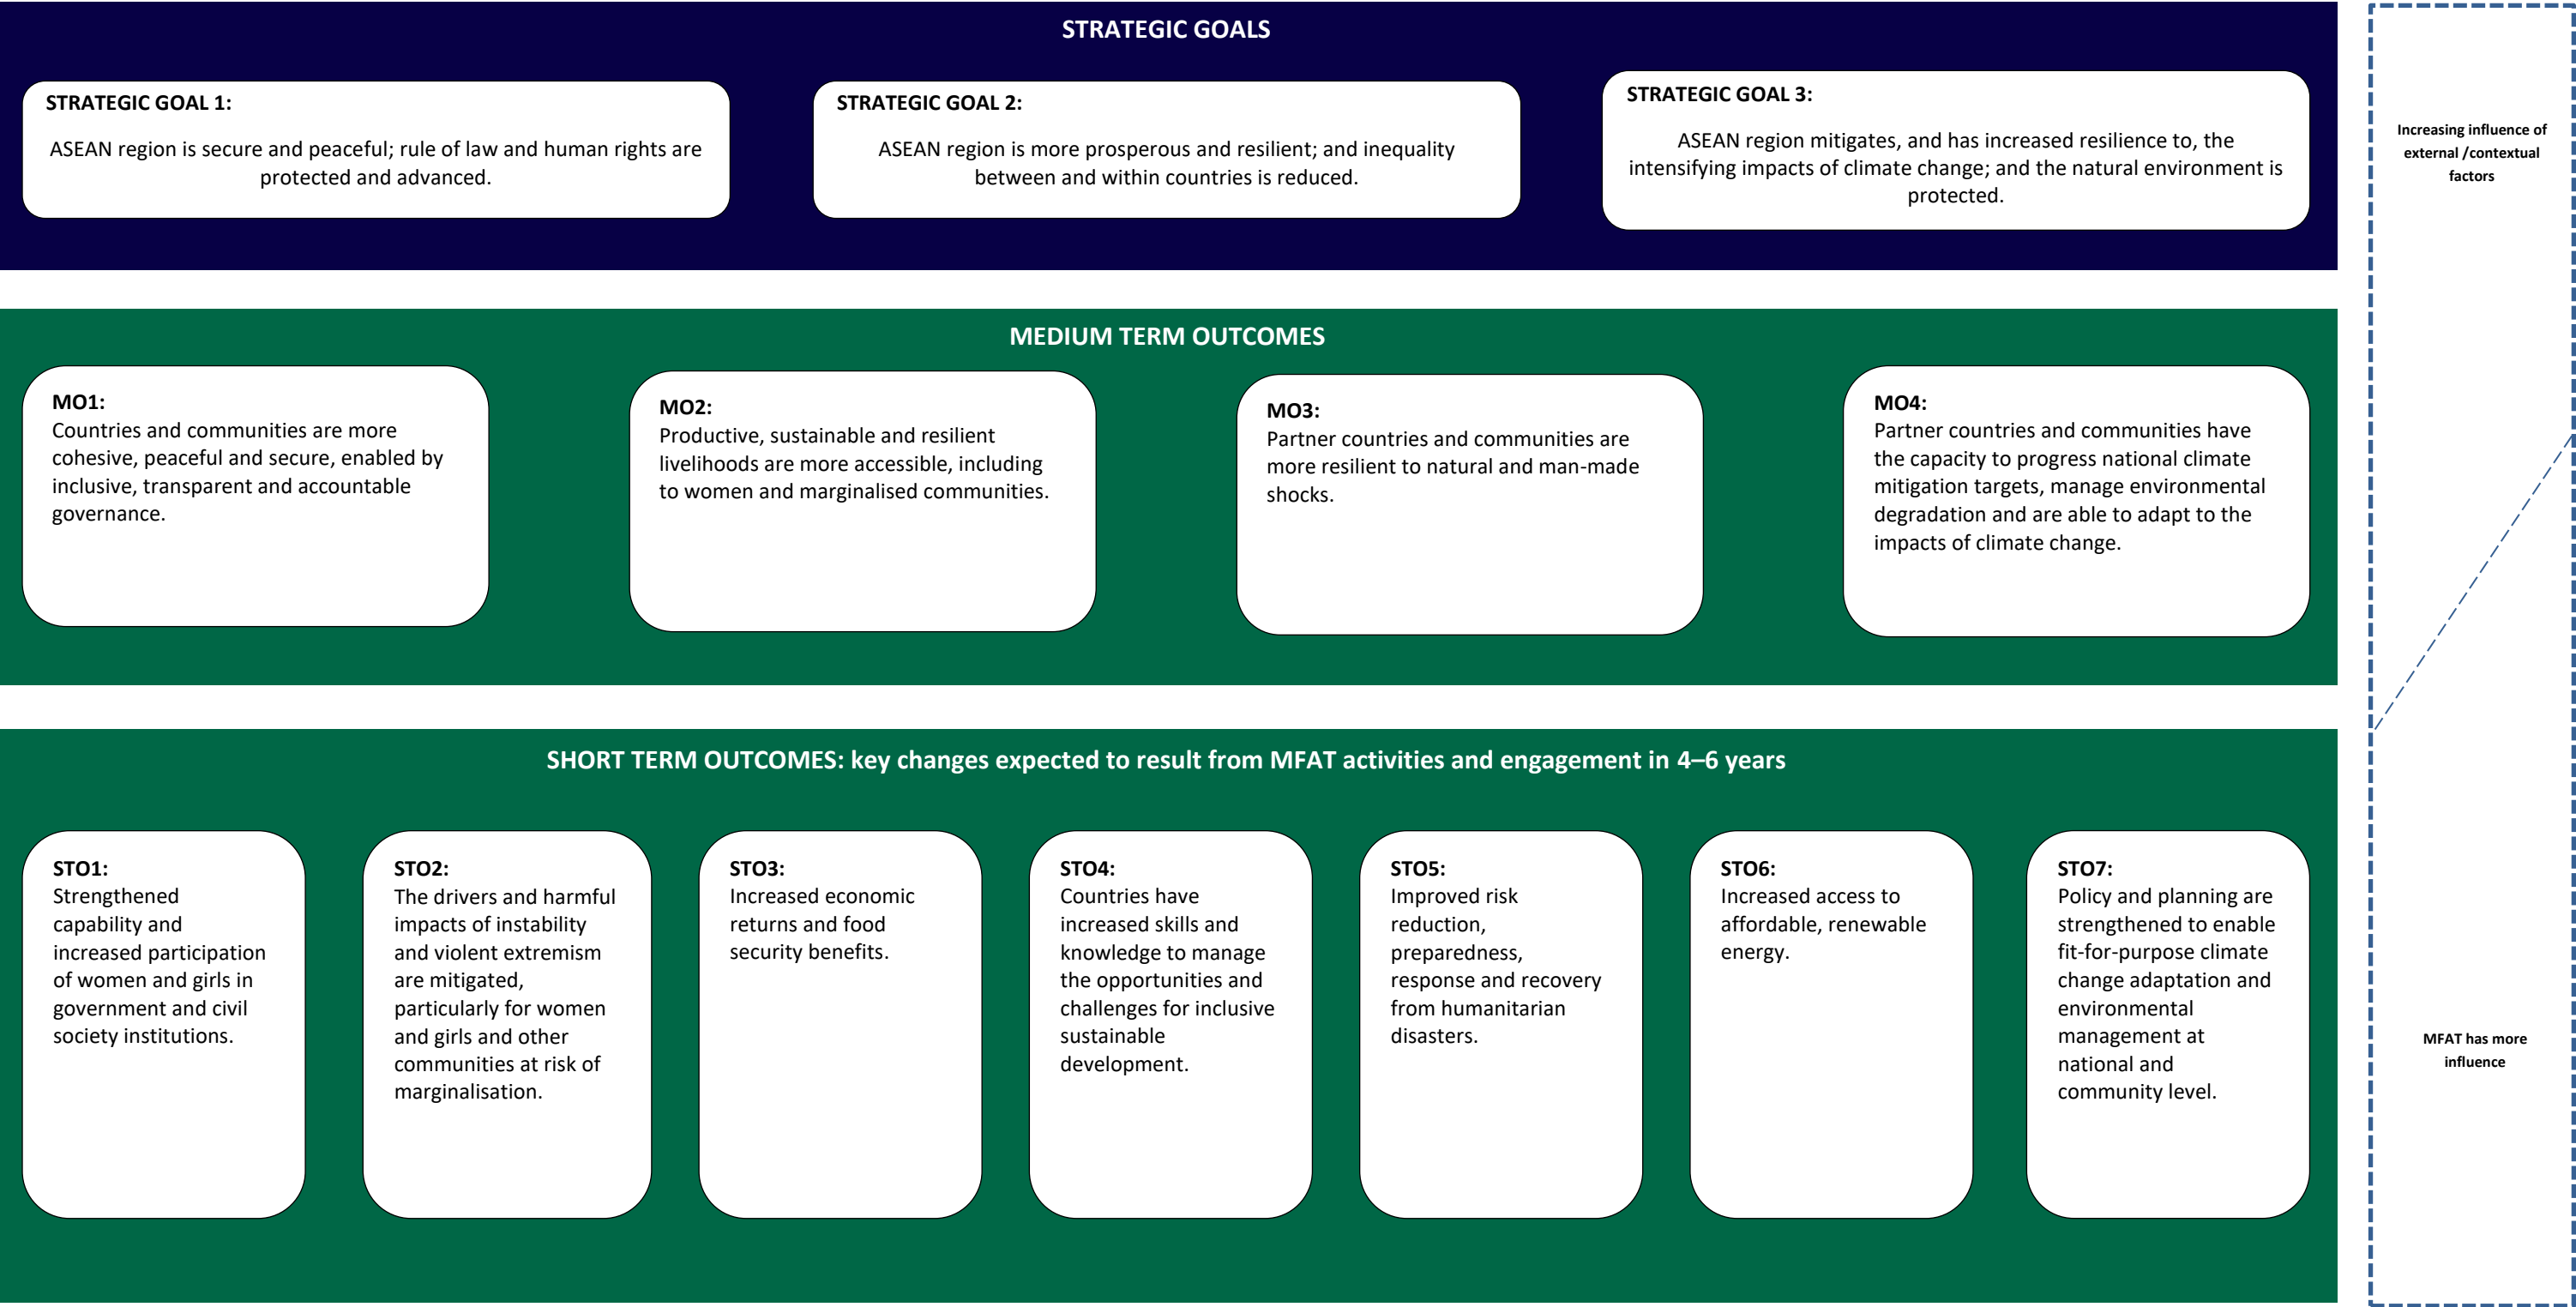 STRATEGIC GOALS
STRATEGIC GOAL 1:
ASEAN region is secure and peaceful; rule of law and human rights are
protected and advanced.
STRATEGIC GOAL 2:
ASEAN region is more prosperous and resilient; and inequality
between and within countries is reduced.
STRATEGIC GOAL 3:
ASEAN region mitigates, and has increased resilience to, the
intensifying impacts of climate change; and the natural environment is
protected.
Increasing influence of
external /contextual
factors
MEDIUM TERM OUTCOMES
MO1:
Countries and communities are more
cohesive, peaceful and secure, enabled by
inclusive, transparent and accountable
governance.
MO2:
Productive, sustainable and resilient
livelihoods are more accessible, including
to women and marginalised communities.
MO3:
Partner countries and communities are
more resilient to natural and man-made
shocks.
MO4:
Partner countries and communities have
the capacity to progress national climate
mitigation targets, manage environmental
degradation and are able to adapt to the
impacts of climate change.
SHORT TERM OUTCOMES: key changes expected to result from MFAT activities and engagement in 4–6 years
STO1:
Strengthened
capability and
increased participation
of women and girls in
government and civil
society institutions.
STO2:
The drivers and harmful
impacts of instability
and violent extremism
are mitigated,
particularly for women
and girls and other
communities at risk of
marginalisation.
STO3:
Increased economic
returns and food
security benefits.
STO4:
Countries have
increased skills and
knowledge to manage
the opportunities and
challenges for inclusive
sustainable
development.
STO5:
Improved risk
reduction,
preparedness,
response and recovery
from humanitarian
disasters.
STO6:
Increased access to
affordable, renewable
energy.
STO7:
Policy and planning are
strengthened to enable
fit-for-purpose climate
change adaptation and
environmental
management at
national and
community level.
MFAT has more
influence